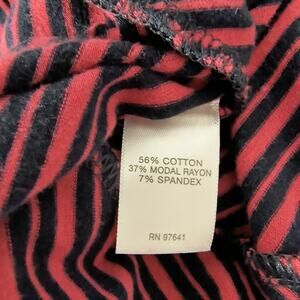 56% COTTON
37% MODAL RAYON
7% SPANDEX
RN 97641